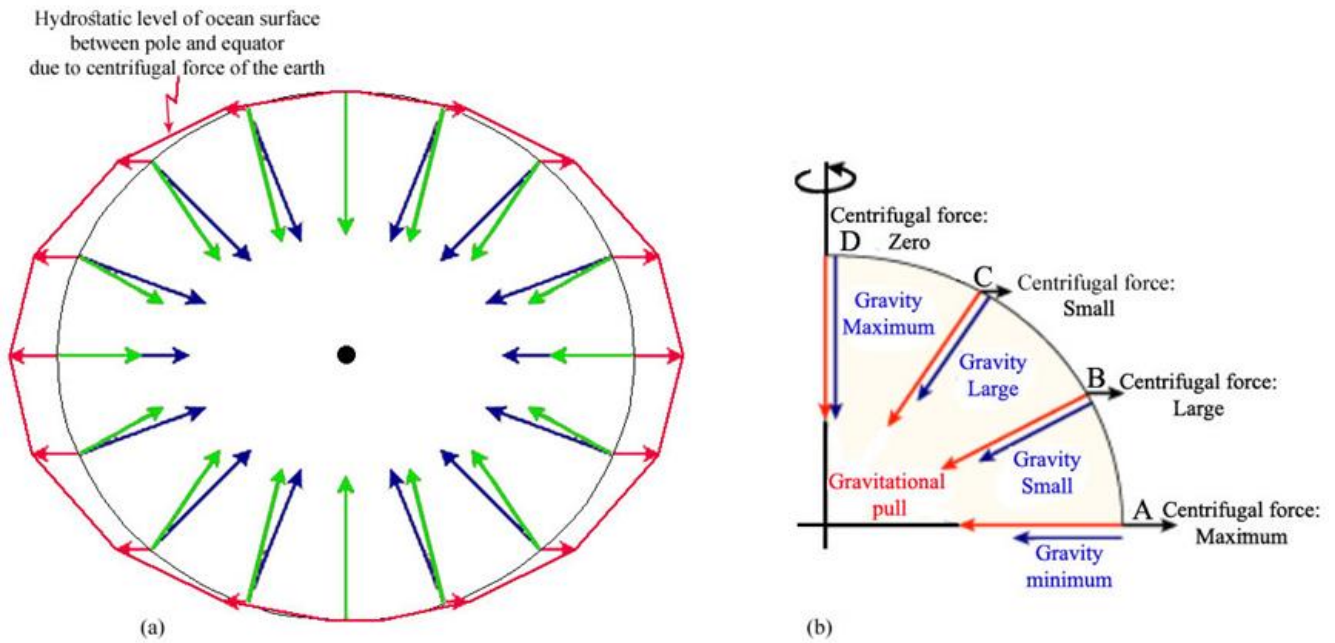 Hydrostatic level of ocean surface
between pole and equator
due to centrifugal force of the earth
(a)
Centrifugal force:
Zero
D
C
Centrifugal force:
Small
Gravity
Maximum
Gravity
Large
B
Centrifugal force:
Large
Gravity
Small
Gravitational
pull
A
Centrifugal force:
Maximum
Gravity
minimum
(b)